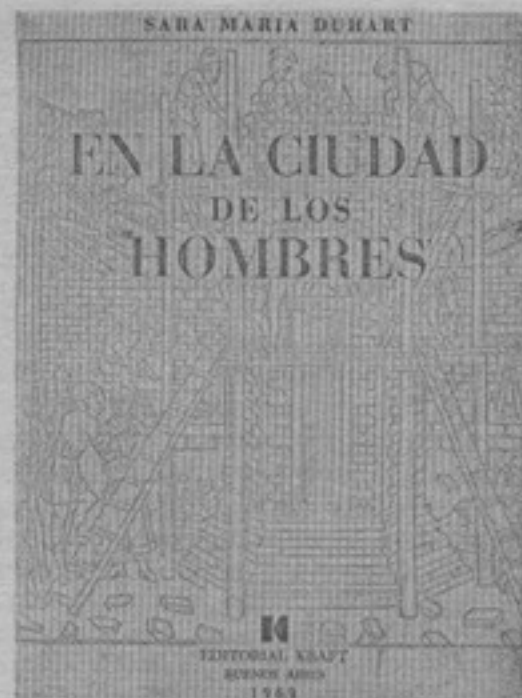 SARA MARIA DUHART
EN LA CIUDAD
DE LOS
HOMBRES
EDITORIAL KRAFT
BUENOS AIRES